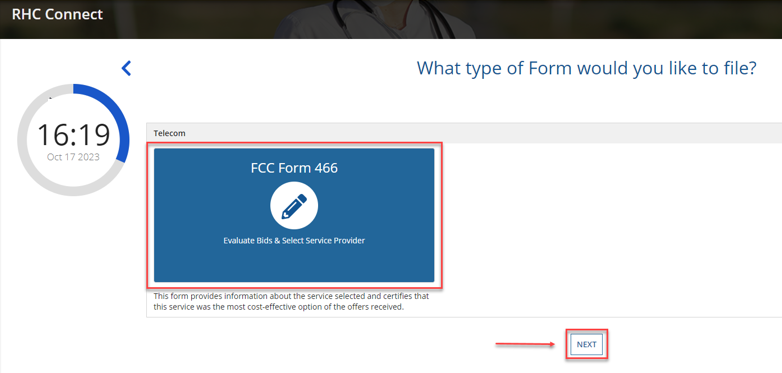 RHC Connect
What type of Form would you like to file?
16:19
Oct 17 2023
Telecom
FCC Form 466
Evaluate Bids & Select Service Provider
This form provides information about the service selected and certifies that
this service was the most cost-effective option of the offers received.
NEXT